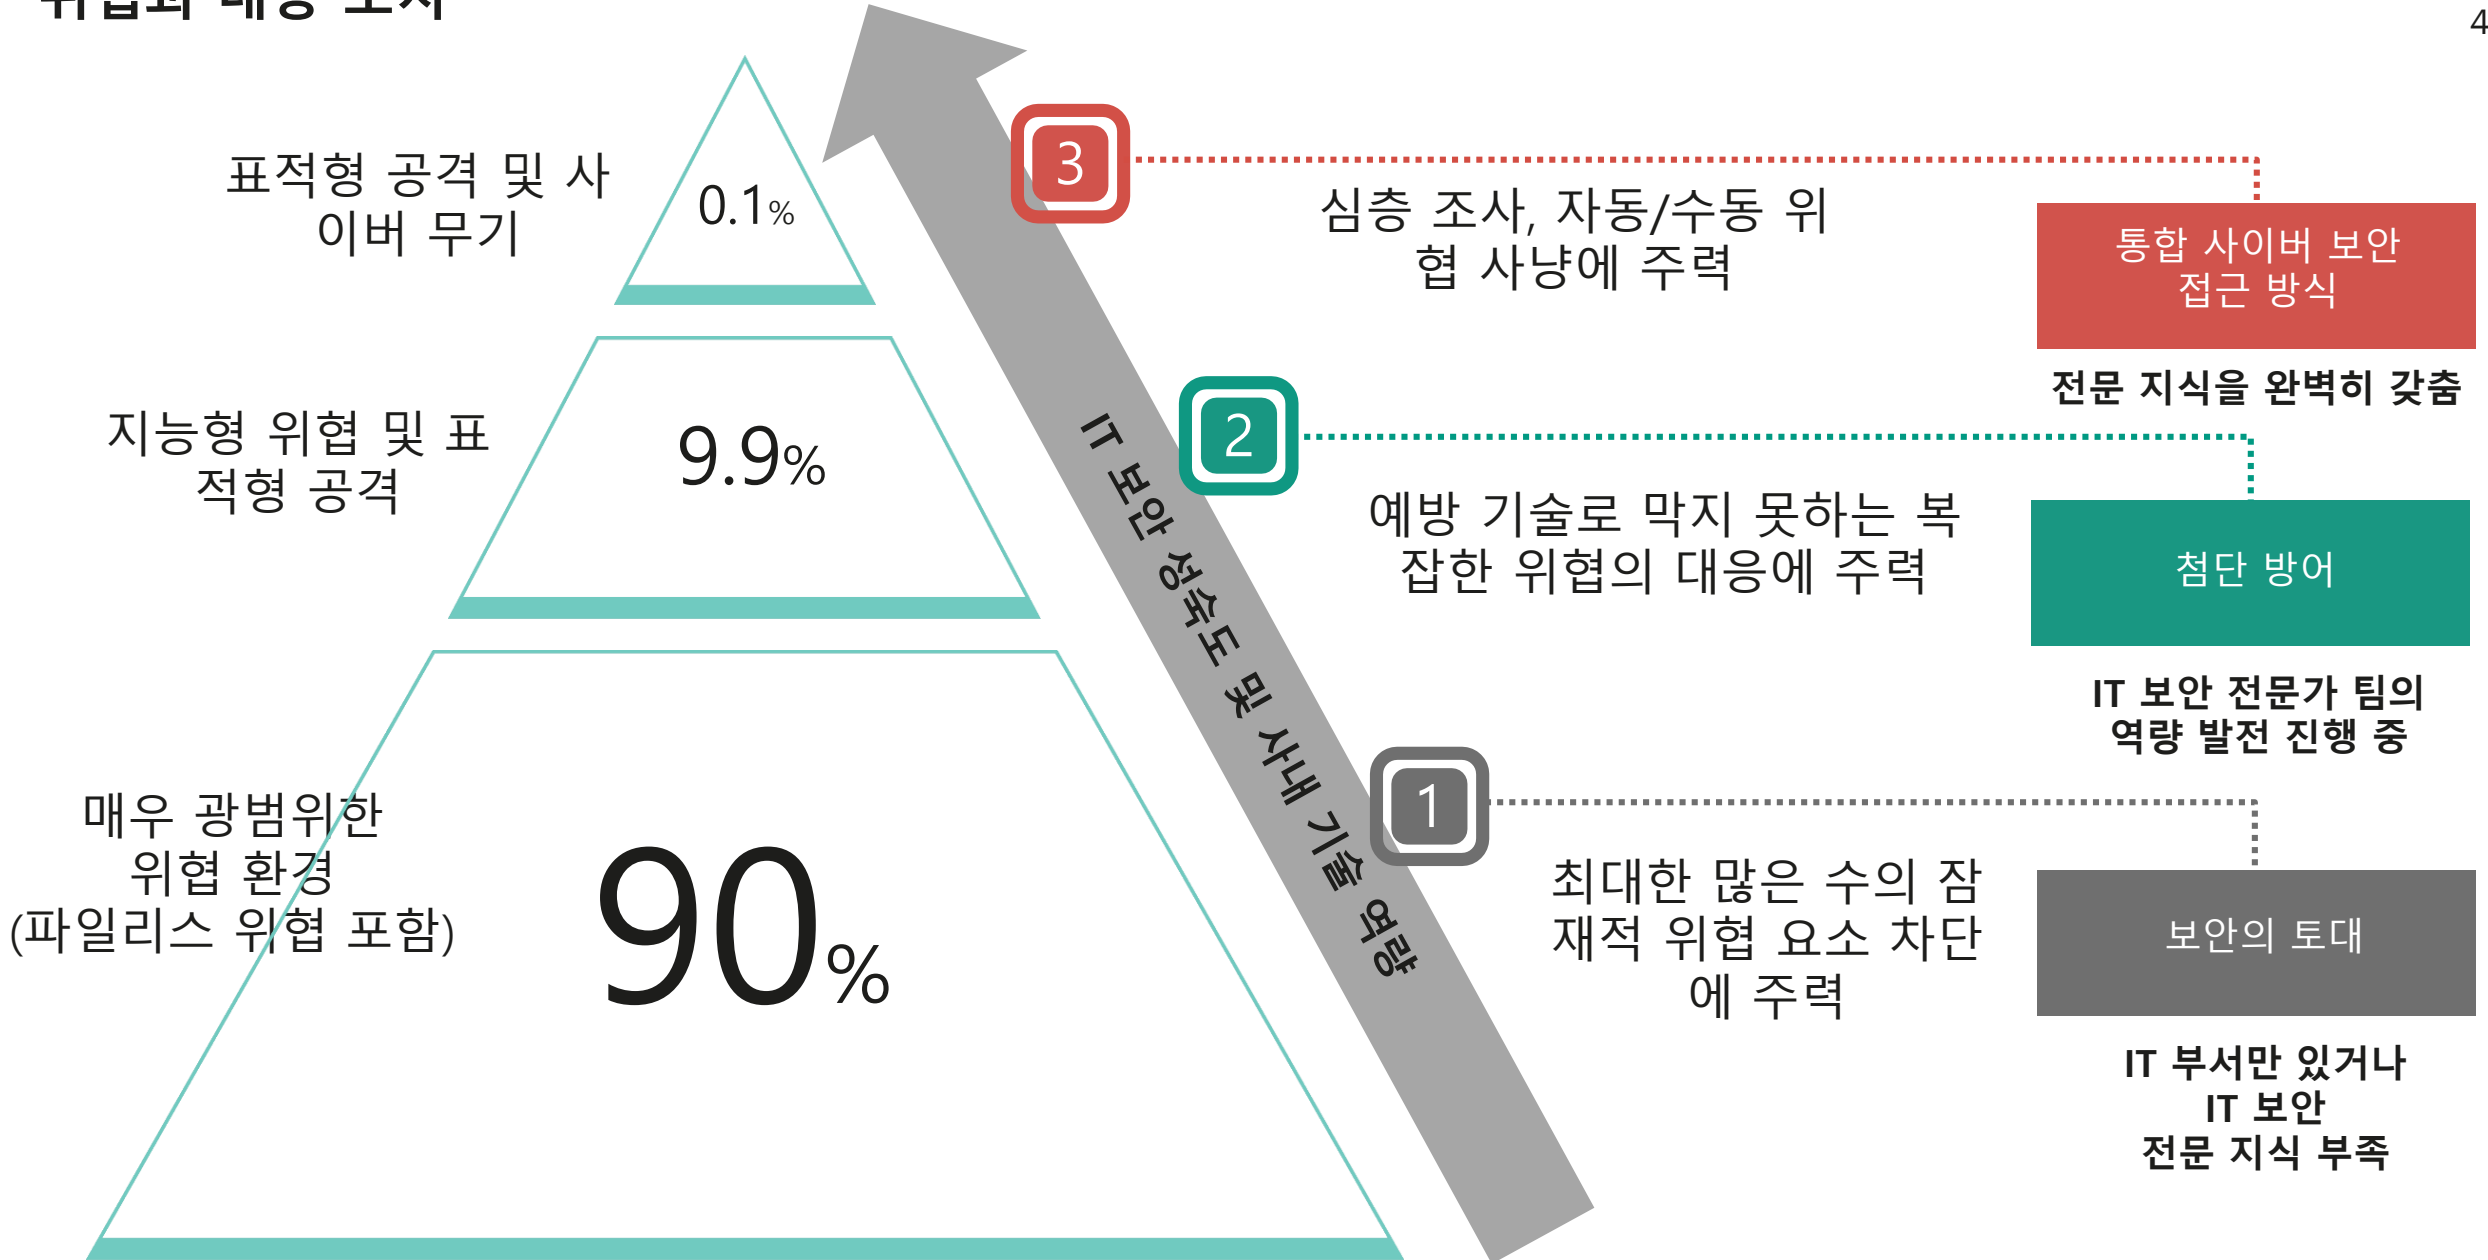 4
표적형 공격 및 사
이버 무기
0.1%
3
심층 조사, 자동/수동 위
협 사냥에 주력
통합 사이버 보안
접근 방식
전문 지식을 완벽히 갖춤
지능형 위협 및 표
적형 공격
9.9%
2
예방 기술로 막지 못하는 복
잡한 위협의 대응에 주력
첨단 방어
IT 보안 전문가 팀의
역량 발전 진행 중
IT 보안 성숙도 및 사내 기술 역량
매우 광범위한
위협 환경
(파일리스 위협 포함)
90%
1
최대한 많은 수의 잠
재적 위협 요소 차단
에 주력
보안의 토대
IT 부서만 있거나
IT 보안
전문 지식 부족